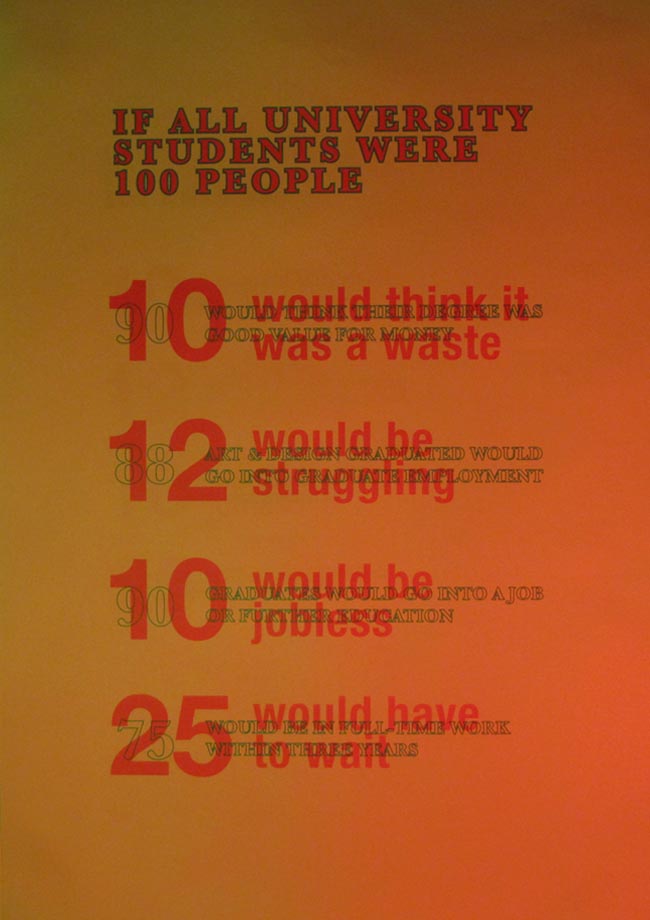 IF ALL UNIVERSITY
STUDENTS WERE
100 PEOPLE
10 would think it
was a waste
90 WOULD THINK THEIR DEGREE WAS
GOOD VALUE FOR MONEY
12 would be
struggling
88 ART & DESIGN GRADUATED WOULD
GO INTO GRADUATE EMPLOYMENT
10 would be
jobless
90 GRADUATES WOULD GO INTO A JOB
OR FURTHER EDUCATION
25 would have
to wait
75 WOULD BE IN FULL-TIME WORK
WITHIN THREE YEARS